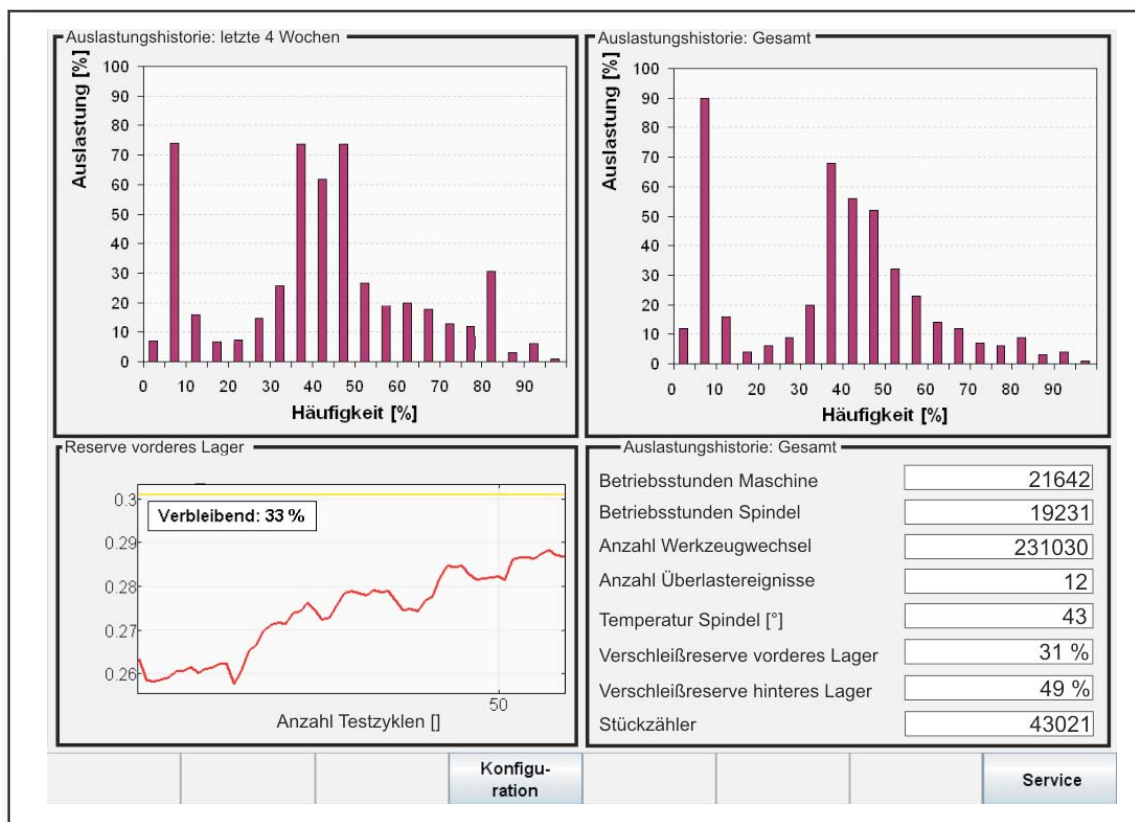 Auslastungshistorie: letzte 4 Wochen
Auslastung [%]
100
90
80
70
60
50
40
30
20
10
0
0 10 20 30 40 50 60 70 80 90
Häufigkeit [%]
Auslastungshistorie: Gesamt
Auslastung [%]
100
90
80
70
60
50
40
30
20
10
0
0 10 20 30 40 50 60 70 80 90
Häufigkeit [%]
Reserve vorderes Lager
Verbleibend: 33 %
0.3
0.29
0.28
0.27
0.26
50
Anzahl Testzyklen []
Auslastungshistorie: Gesamt
Betriebsstunden Maschine 21642
Betriebsstunden Spindel 19231
Anzahl Werkzeugwechsel 231030
Anzahl Überlastereignisse 12
Temperatur Spindel [°] 43
Verschleißreserve vorderes Lager 31 %
Verschleißreserve hinteres Lager 49 %
Stückzähler 43021
Konfigu-
ration
Service